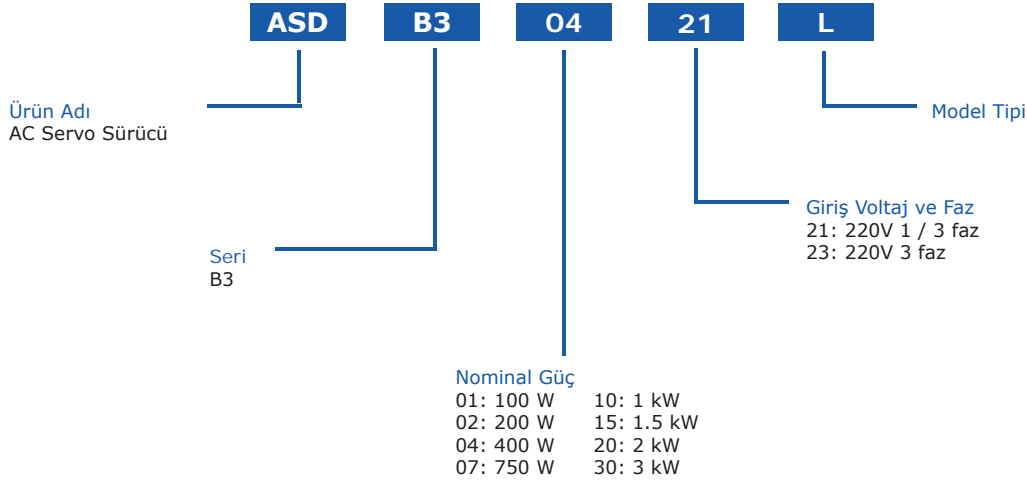 ASD B3 04 21 L
Ürün Adı
AC Servo Sürücü
Model Tipi
Giriş Voltaj ve Faz
21: 220V 1 / 3 faz
23: 220V 3 faz
Seri
B3
Nominal Güç
01: 100 W 10: 1 kW
02: 200 W 15: 1.5 kW
04: 400 W 20: 2 kW
07: 750 W 30: 3 kW